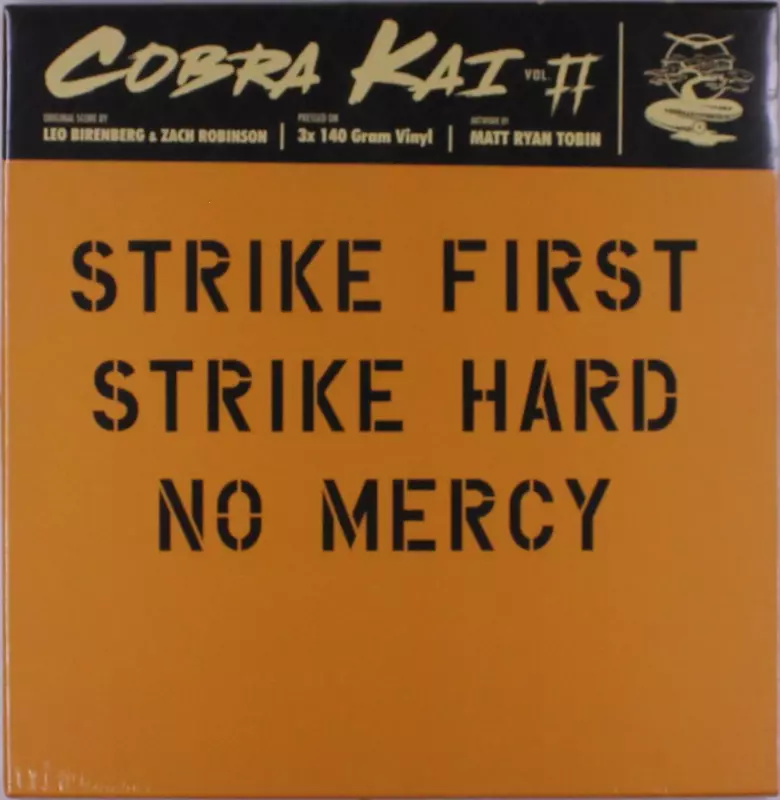 COBRA KAI VOL. II
ORIGINAL SCORE BY
LEO BIRENBERG & ZACH ROBINSON
PRESSED ON
3x 140 Gram Vinyl
ARTWORK BY
MATT RYAN TOBIN
STRIKE FIRST
STRIKE HARD
NO MERCY